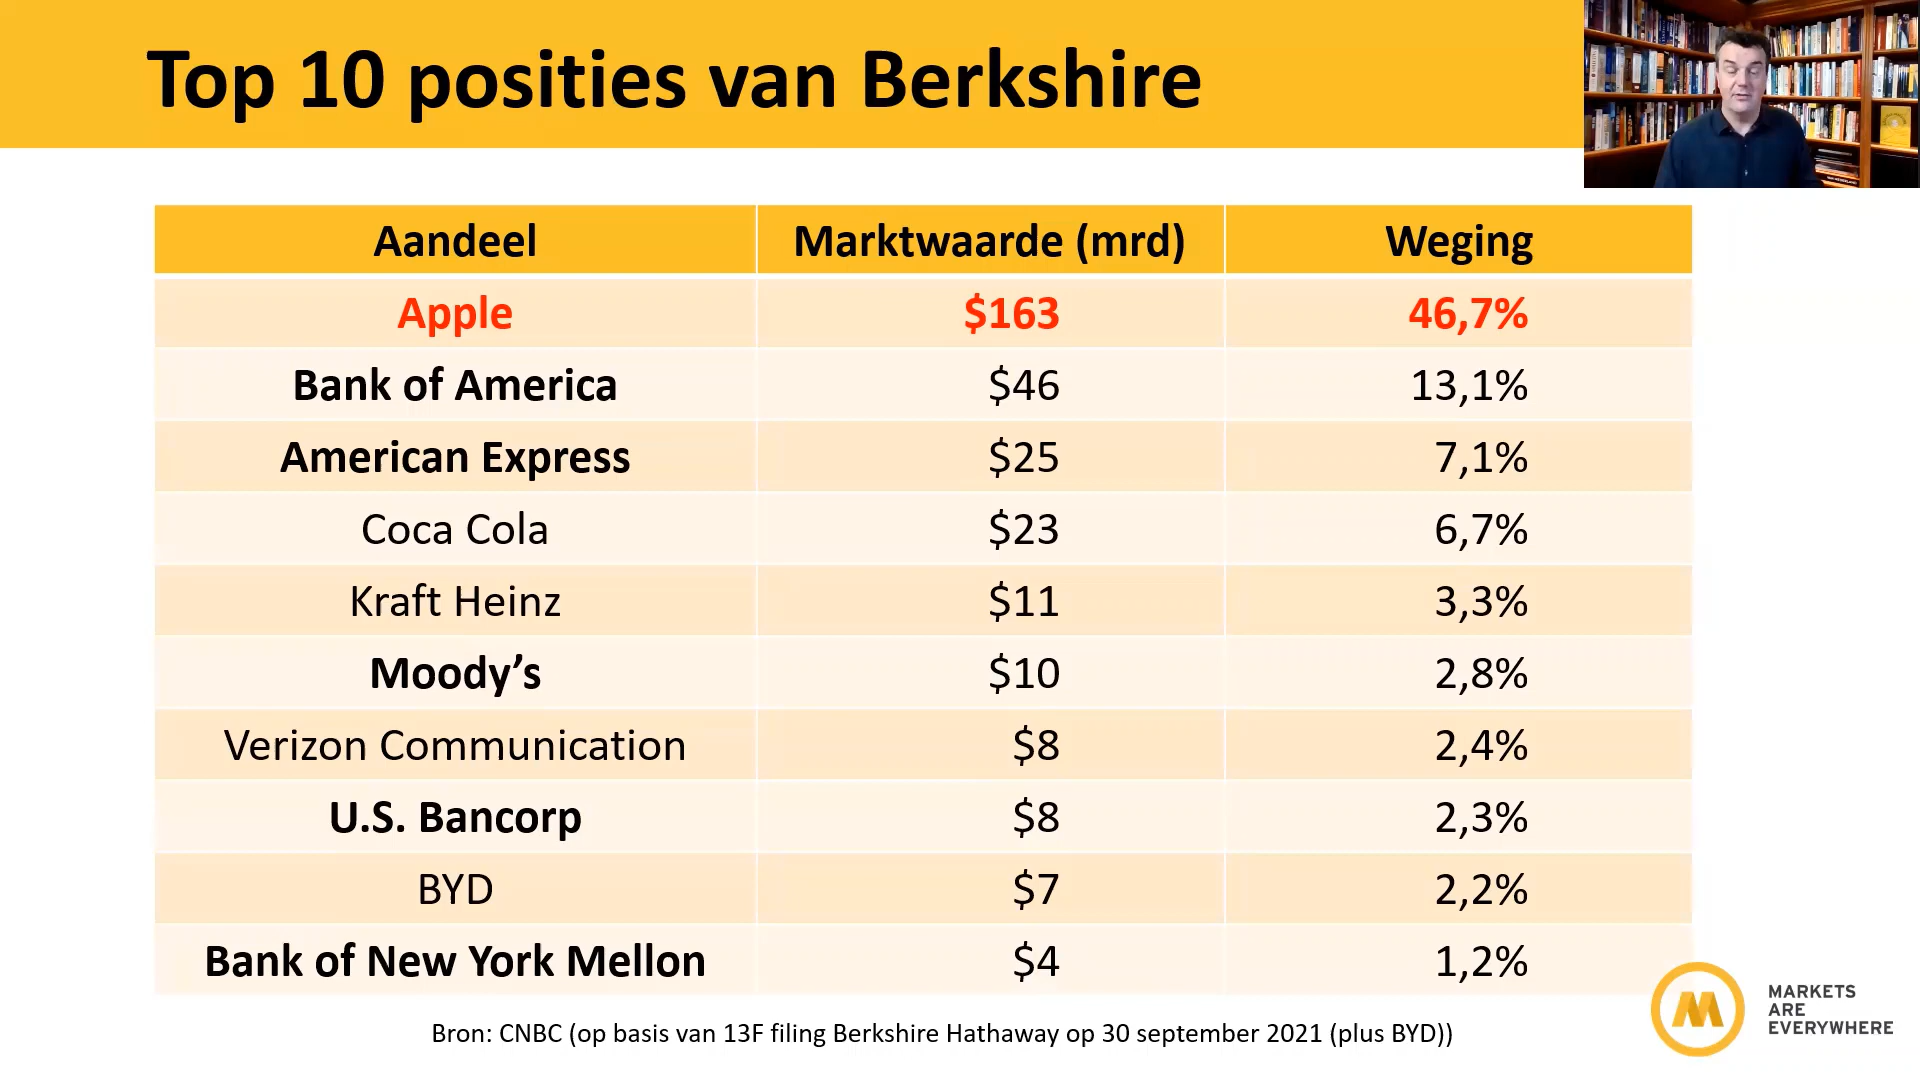 Top 10 posities van Berkshire
Aandeel Marktwaarde (mrd) Weging
Apple $163 46,7%
Bank of America $46 13,1%
American Express $25 7,1%
Coca Cola $23 6,7%
Kraft Heinz $11 3,3%
Moody’s $10 2,8%
Verizon Communication $8 2,4%
U.S. Bancorp $8 2,3%
BYD $7 2,2%
Bank of New York Mellon $4 1,2%
Bron: CNBC (op basis van 13F filing Berkshire Hathaway op 30 september 2021 (plus BYD))
MARKETS
ARE
EVERYWHERE